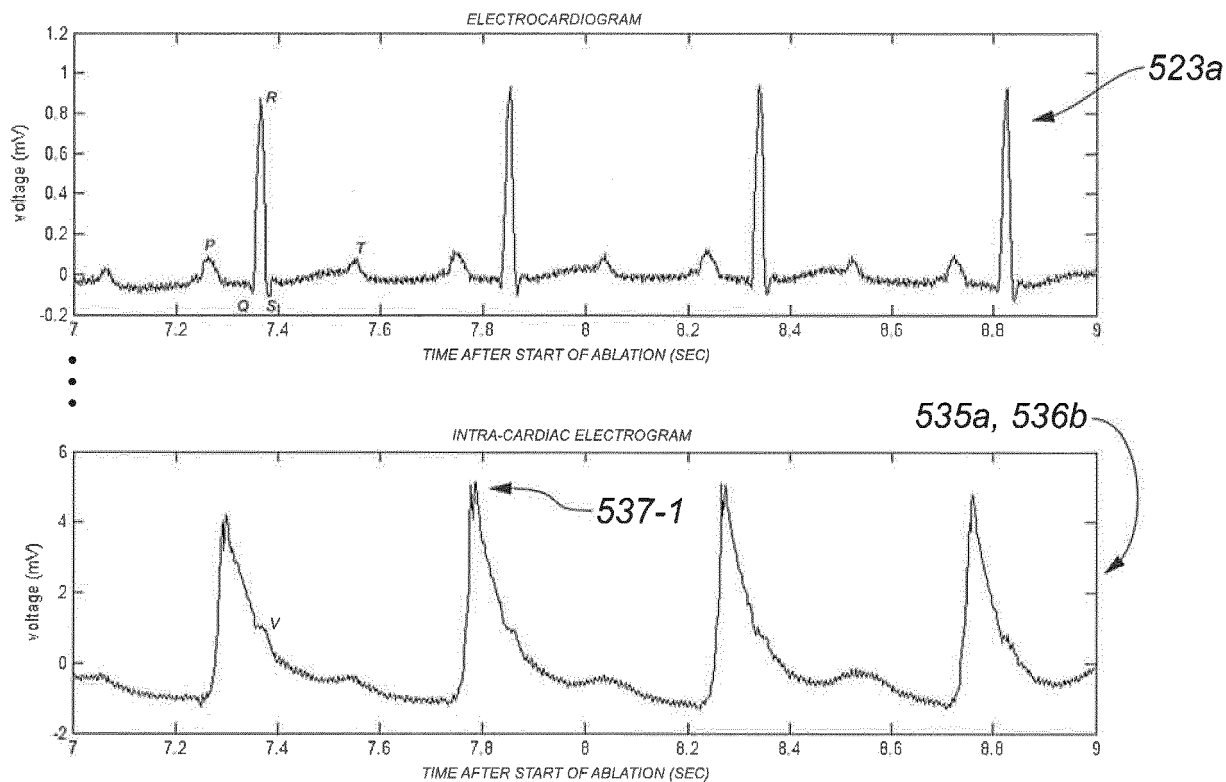 ELECTROCARDIOGRAM
1.2
1
0.8
0.6
0.4
0.2
0
-0.2
voltage (mV)
P
Q
R
S
T
523a
7 7.2 7.4 7.6 7.8 8 8.2 8.4 8.6 8.8 9
TIME AFTER START OF ABLATION (SEC)
535a, 536b
INTRA-CARDIAC ELECTROGRAM
6
4
2
0
-2
voltage (mV)
537-1
V
7 7.2 7.4 7.6 7.8 8 8.2 8.4 8.6 8.8 9
TIME AFTER START OF ABLATION (SEC)